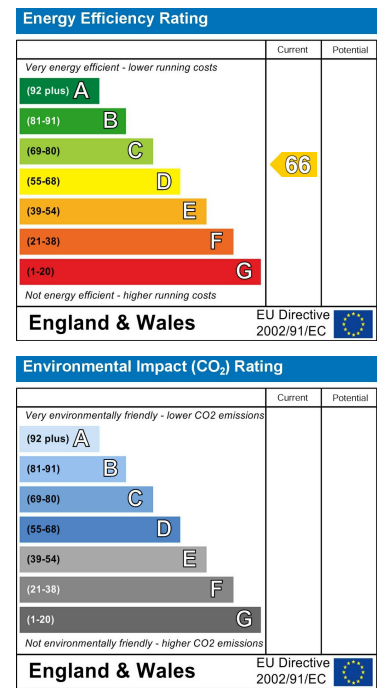 Energy Efficiency Rating
Current Potential
Very energy efficient - lower running costs
(92 plus) A
(81-91) B
(69-80) C
(55-68) D
(39-54) E
(21-38) F
(1-20) G
66
Not energy efficient - higher running costs
England & Wales
EU Directive
2002/91/EC
Environmental Impact (CO₂) Rating
Current Potential
Very environmentally friendly - lower CO2 emissions
(92 plus) A
(81-91) B
(69-80) C
(55-68) D
(39-54) E
(21-38) F
(1-20) G
Not environmentally friendly - higher CO2 emissions
England & Wales
EU Directive
2002/91/EC